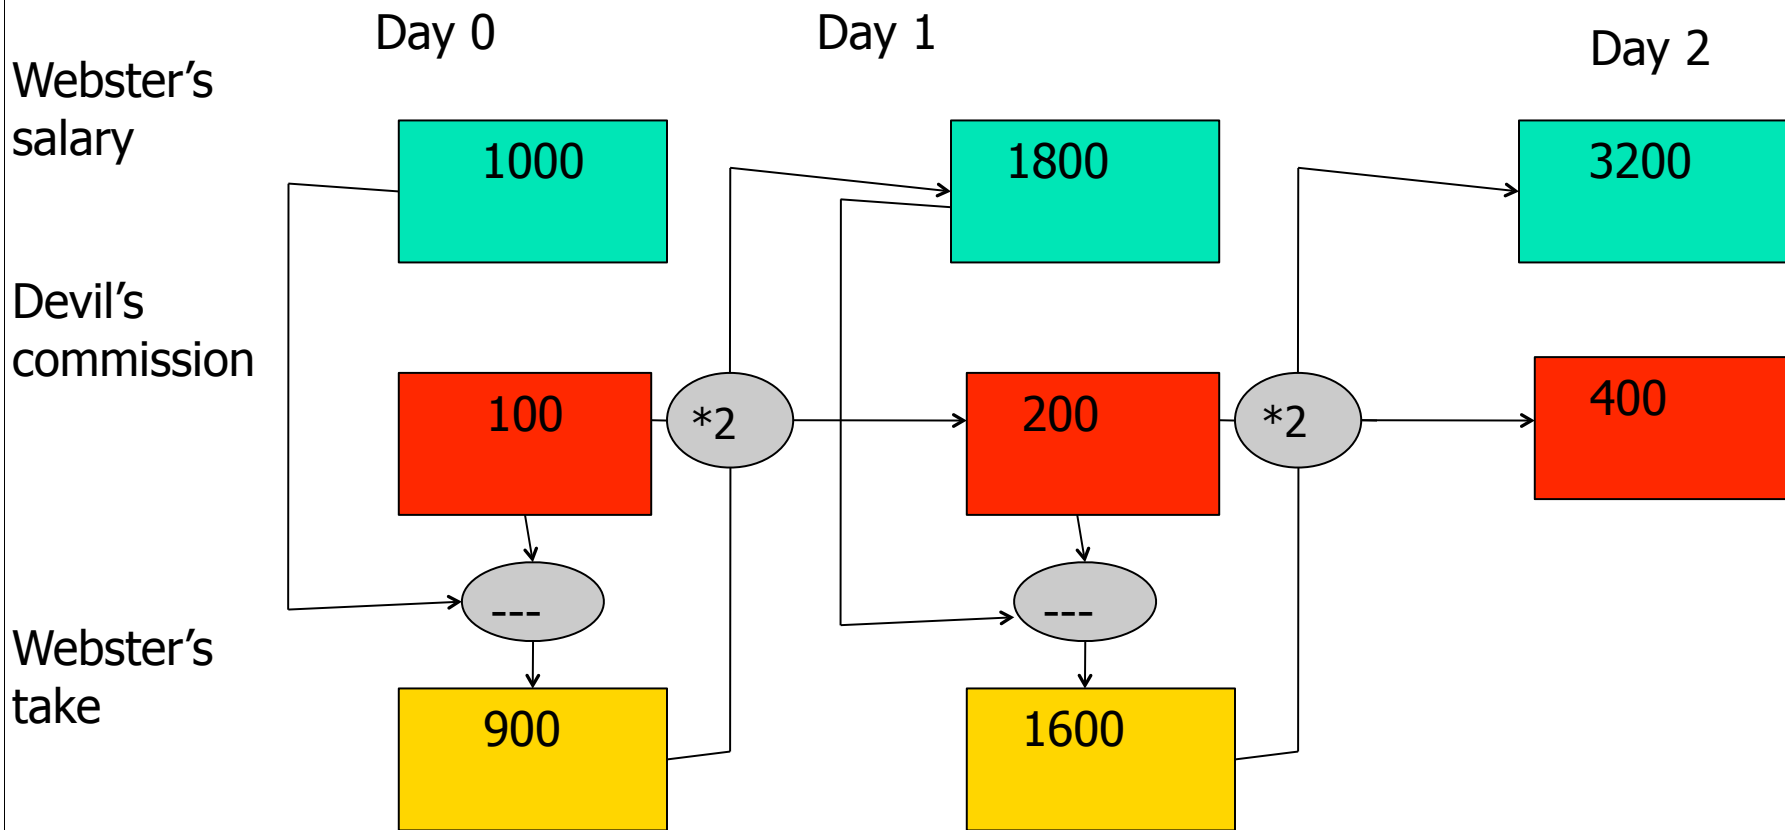 Day 0
Day 1
Day 2
Webster’s
salary
1000
1800
3200
Devil’s
commission
100
*2
200
*2
400
---
---
Webster’s
take
900
1600